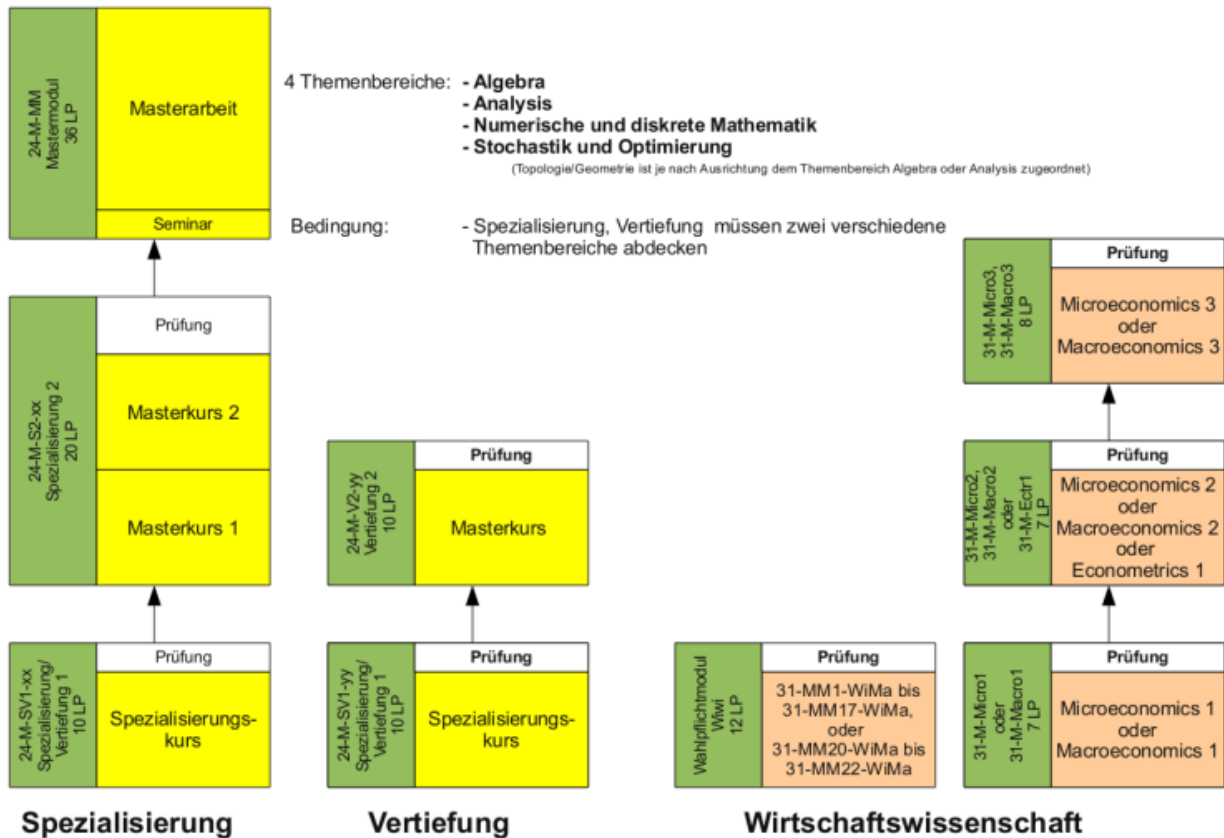 24-M-MM
Mastermodul
36 LP
Masterarbeit
Seminar
4 Themenbereiche:
- Algebra
- Analysis
- Numerische und diskrete Mathematik
- Stochastik und Optimierung
(Topologie/Geometrie ist je nach Ausrichtung dem Themenbereich Algebra oder Analysis zugeordnet)
Bedingung:
- Spezialisierung, Vertiefung müssen zwei verschiedene
Themenbereiche abdecken
24-M-S2-xx
Spezialisierung 2
20 LP
Prüfung
Masterkurs 2
Masterkurs 1
24-M-SV1-xx
Spezialisierung/
Vertiefung 1
10 LP
Prüfung
Spezialisierungs-
kurs
Spezialisierung
24-M-V2-yy
Vertiefung 2
10 LP
Prüfung
Masterkurs
24-M-SV1-yy
Spezialisierung/
Vertiefung 1
10 LP
Prüfung
Spezialisierungs-
kurs
Vertiefung
31-M-Micro3,
31-M-Macro3
8 LP
Prüfung
Microeconomics 3
oder
Macroeconomics 3
31-M-Micro2,
31-M-Macro2
oder
31-M-Ectr1
7 LP
Prüfung
Microeconomics 2
oder
Macroeconomics 2
oder
Econometrics 1
Wahlpflichtmodul
Wiwi
12 LP
Prüfung
31-MM1-WiMa bis
31-MM17-WiMa,
oder
31-MM20-WiMa bis
31-MM22-WiMa
31-M-Micro1
oder
31-M-Macro1
7 LP
Prüfung
Microeconomics 1
oder
Macroeconomics 1
Wirtschaftswissenschaft